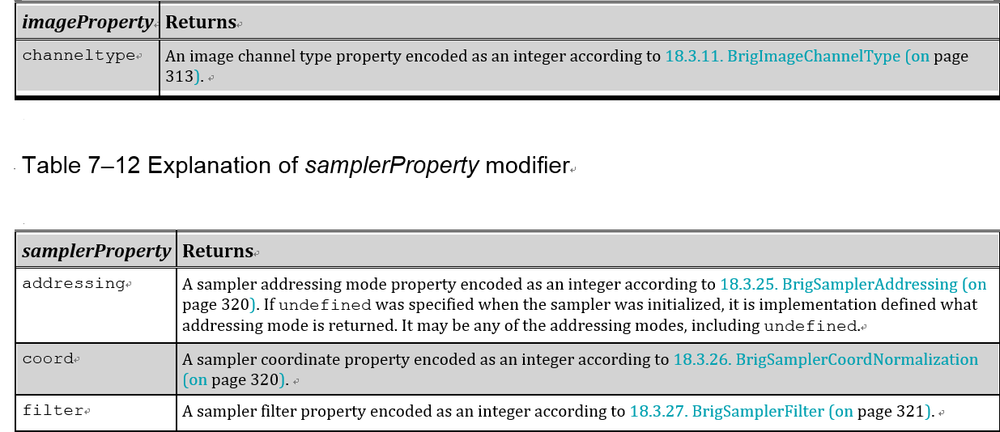 imageProperty Returns
channeltype An image channel type property encoded as an integer according to 18.3.11. BrigImageChannelType (on page
313).
Table 7–12 Explanation of samplerProperty modifier
samplerProperty Returns
addressing A sampler addressing mode property encoded as an integer according to 18.3.25. BrigSamplerAddressing (on
page 320). If undefined was specified when the sampler was initialized, it is implementation defined what
addressing mode is returned. It may be any of the addressing modes, including undefined.
coord A sampler coordinate property encoded as an integer according to 18.3.26. BrigSamplerCoordNormalization
(on page 320).
filter A sampler filter property encoded as an integer according to 18.3.27. BrigSamplerFilter (on page 321).